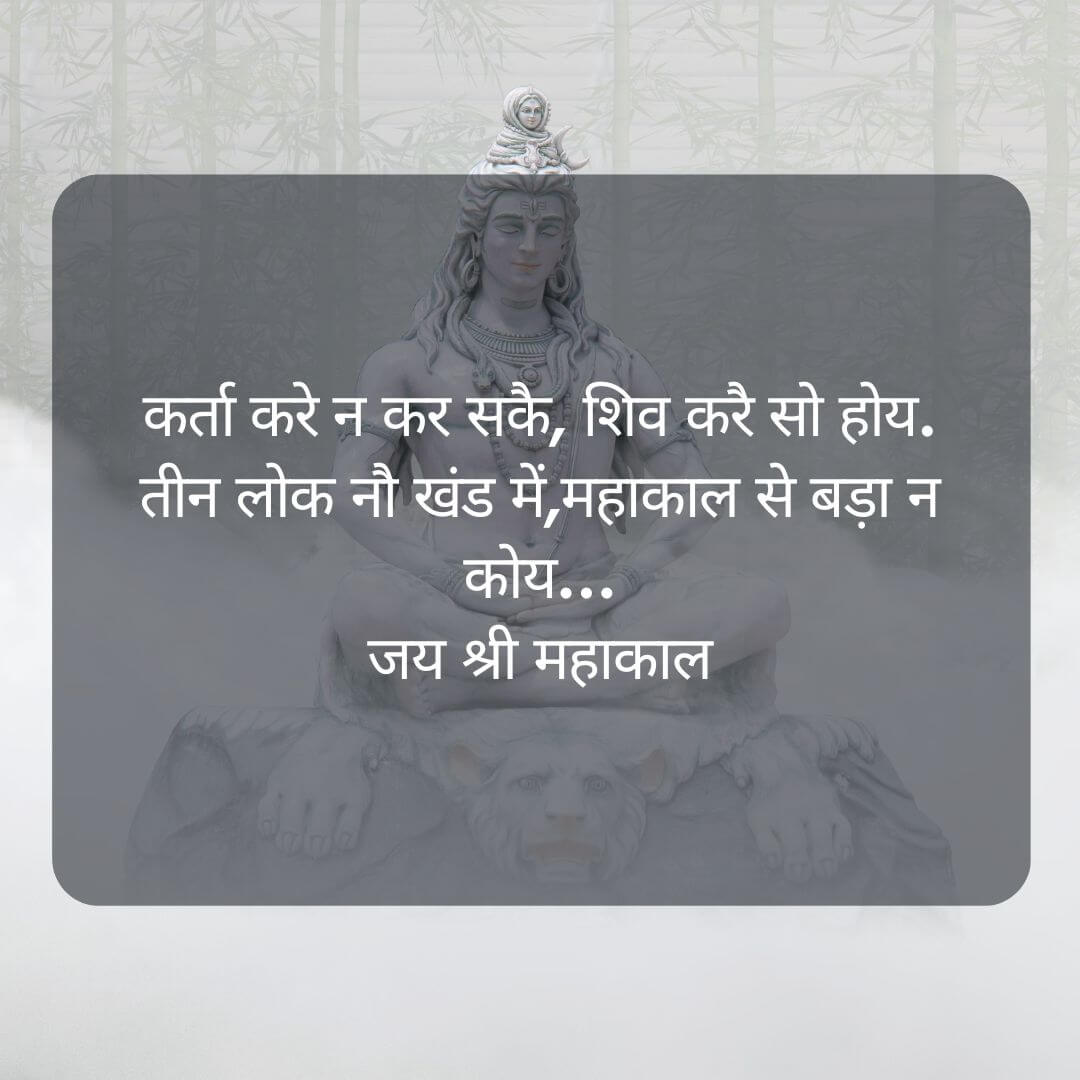 कर्ता करे न कर सकै, शिव करै सो होय.
तीन लोक नौ खंड में,महाकाल से बड़ा न
कोय...
जय श्री महाकाल